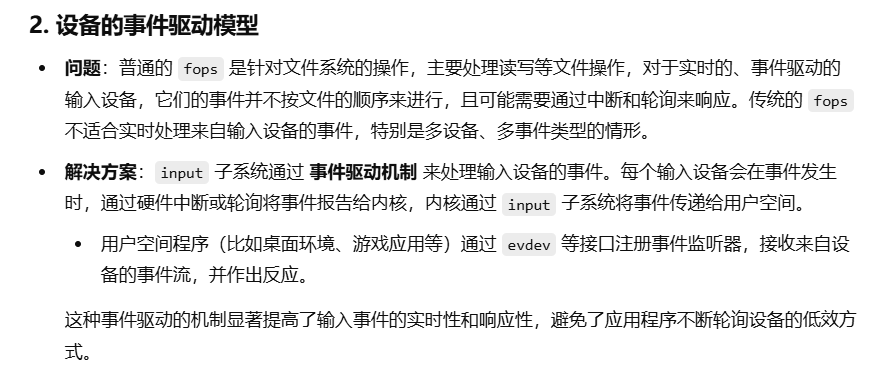 2. 设备的事件驱动模型
• 问题：普通的 fops 是针对文件系统的操作，主要处理读写等文件操作，对于实时的、事件驱动的
输入设备，它们的事件并不按文件的顺序来进行，且可能需要通过中断和轮询来响应。传统的 fops
不适合实时处理来自输入设备的事件，特别是多设备、多事件类型的情形。
• 解决方案：input 子系统通过 事件驱动机制 来处理输入设备的事件。每个输入设备会在事件发生
时，通过硬件中断或轮询将事件报告给内核，内核通过 input 子系统将事件传递给用户空间。
• 用户空间程序（比如桌面环境、游戏应用等）通过 evdev 等接口注册事件监听器，接收来自设
备的事件流，并作出反应。
这种事件驱动的机制显著提高了输入事件的实时性和响应性，避免了应用程序不断轮询设备的低效方
式。